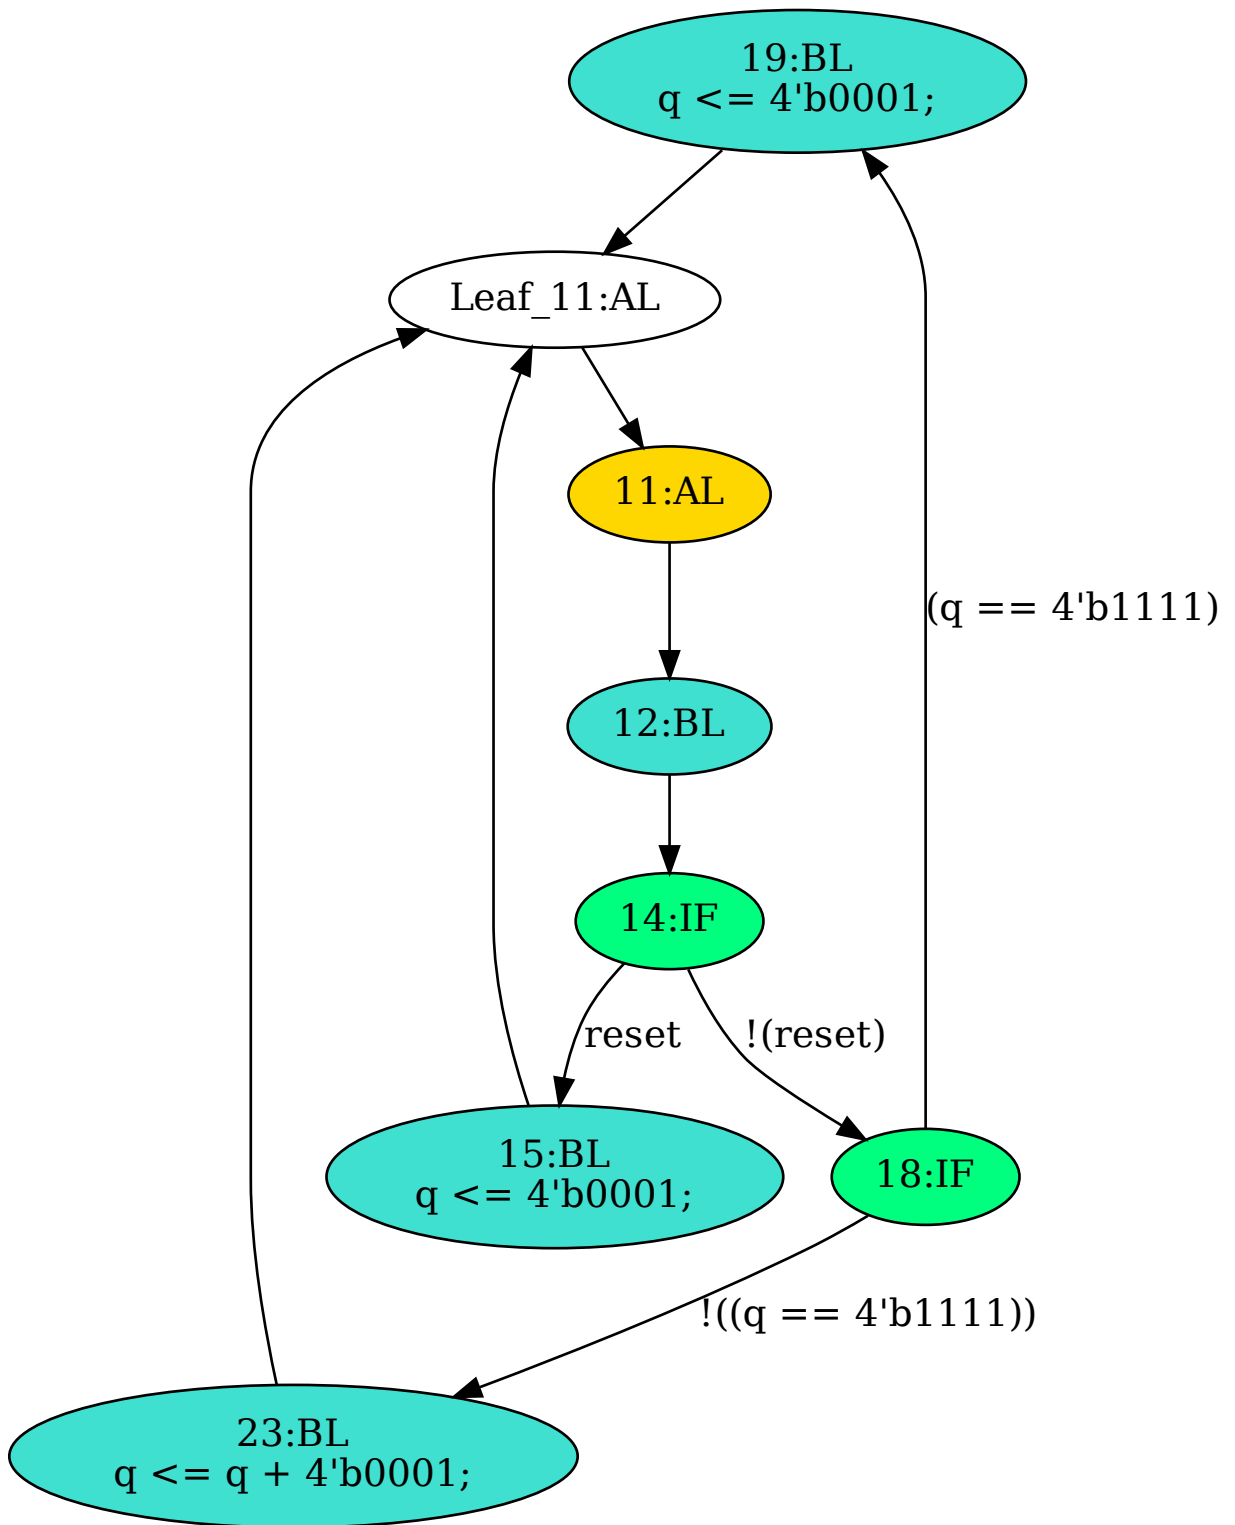 19:BL
q <= 4'b0001;
Leaf_11:AL
11:AL
(q == 4'b1111)
12:BL
14:IF
reset
!(reset)
15:BL
q <= 4'b0001;
18:IF
!((q == 4'b1111))
23:BL
q <= q + 4'b0001;